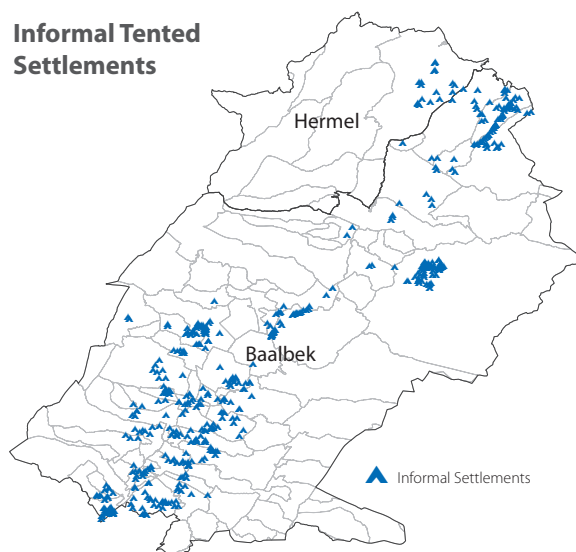 Informal Tented
Settlements
Hermel
Baalbek
Informal Settlements